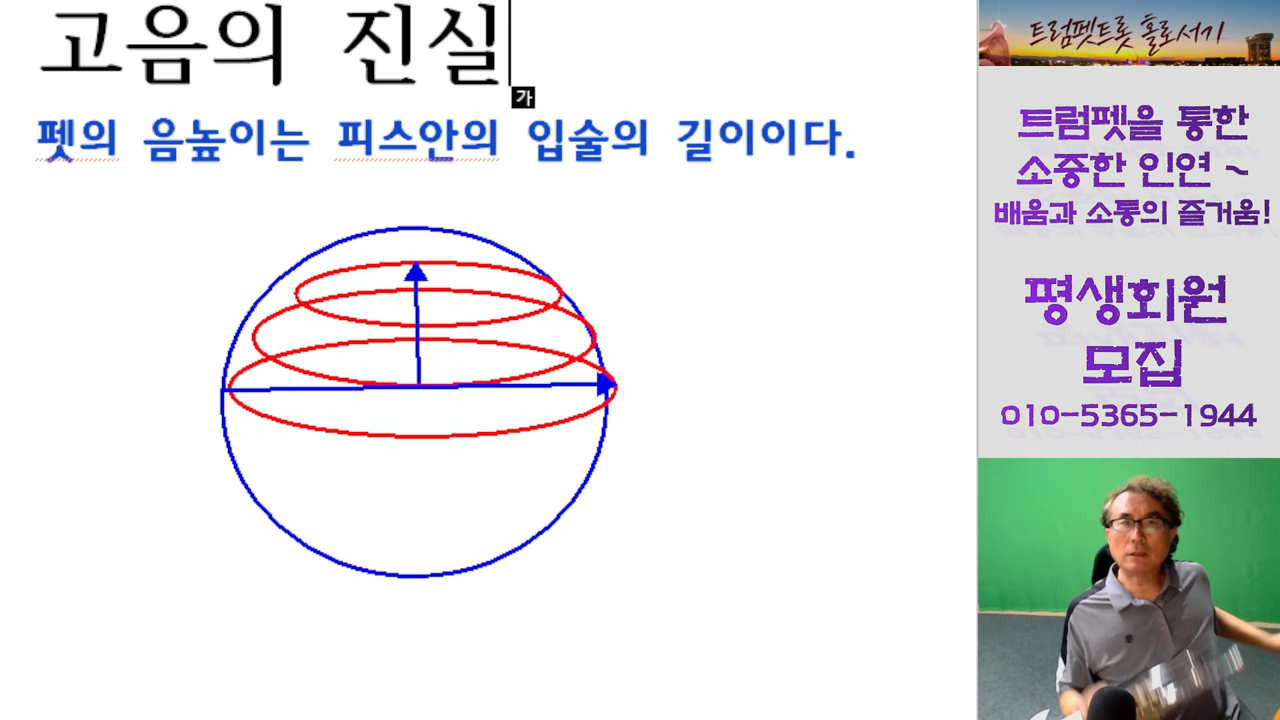 고음의 진실
가
펫의 음높이는 피스안의 입술의 길이이다.
트럼펫트롯 홀로서기
트럼펫을 통한
소중한 인연 ~
배움과 소통의 즐거움!
평생회원
모집
010-5365-1944